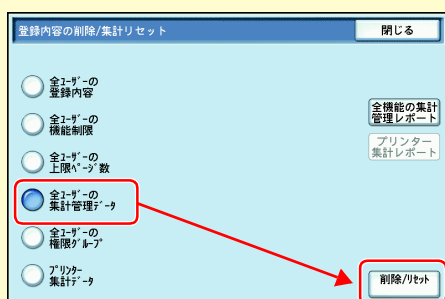 登録内容の削除/集計リセット
閉じる
全ﾕｰｻﾞｰの
登録内容
全ﾕｰｻﾞｰの
機能制限
全ﾕｰｻﾞｰの
上限ﾍﾟｰｼﾞ数
全ﾕｰｻﾞｰの
集計管理ﾃﾞｰﾀ
全ﾕｰｻﾞｰの
権限ｸﾞﾙｰﾌﾟ
ﾌﾟﾘﾝﾀｰ
集計ﾃﾞｰﾀ
全機能の集計
管理レポート
プリンター
集計レポート
削除/ﾘｾｯﾄ